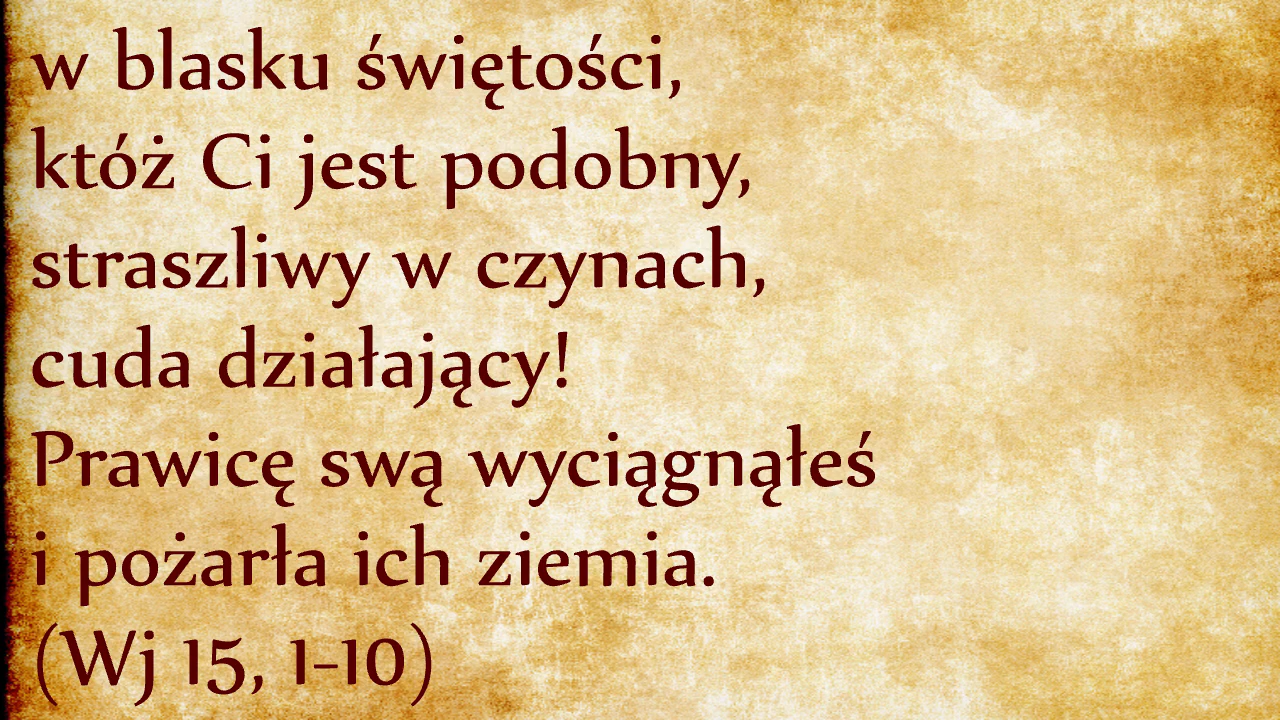 w blasku świętości,
któż Ci jest podobny,
straszliwy w czynach,
cuda działający!
Prawicę swą wyciągnąłeś
i pożarła ich ziemia.
(Wj 15, 1-10)